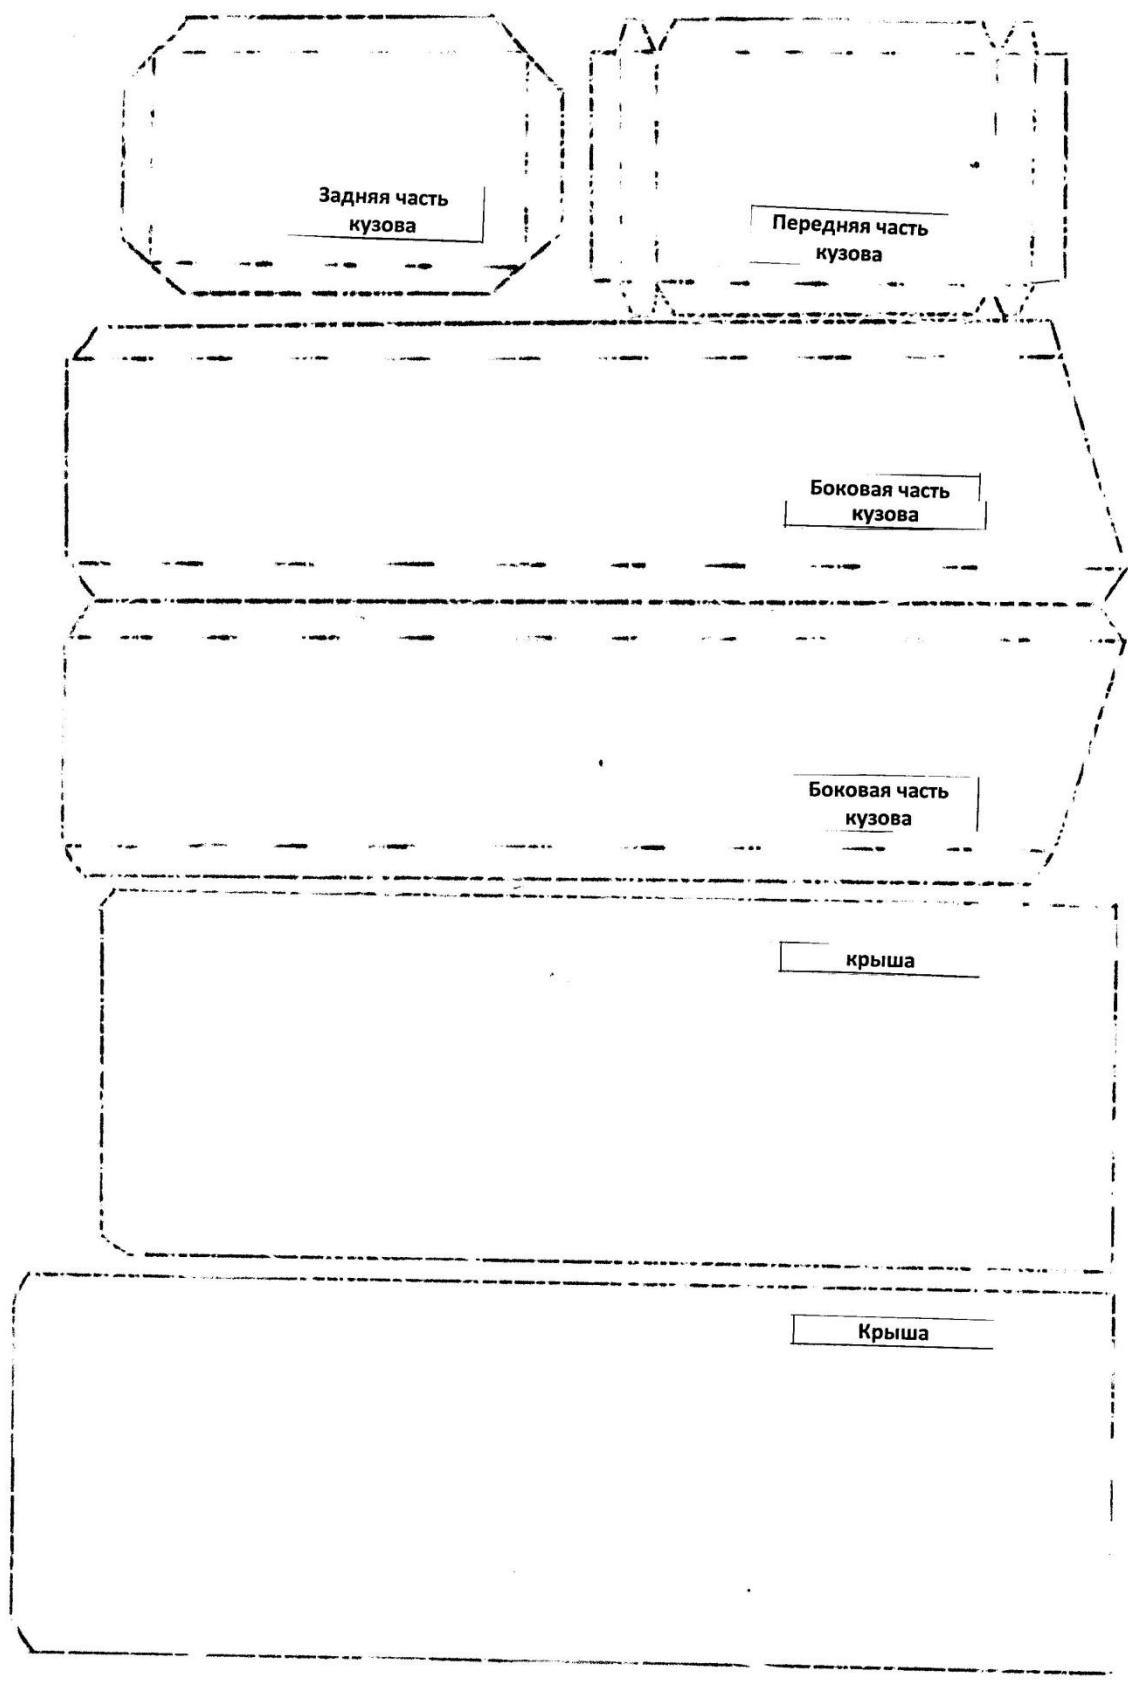 Задняя часть
кузова
Передняя часть
кузова
Боковая часть
кузова
Боковая часть
кузова
крыша
Крыша